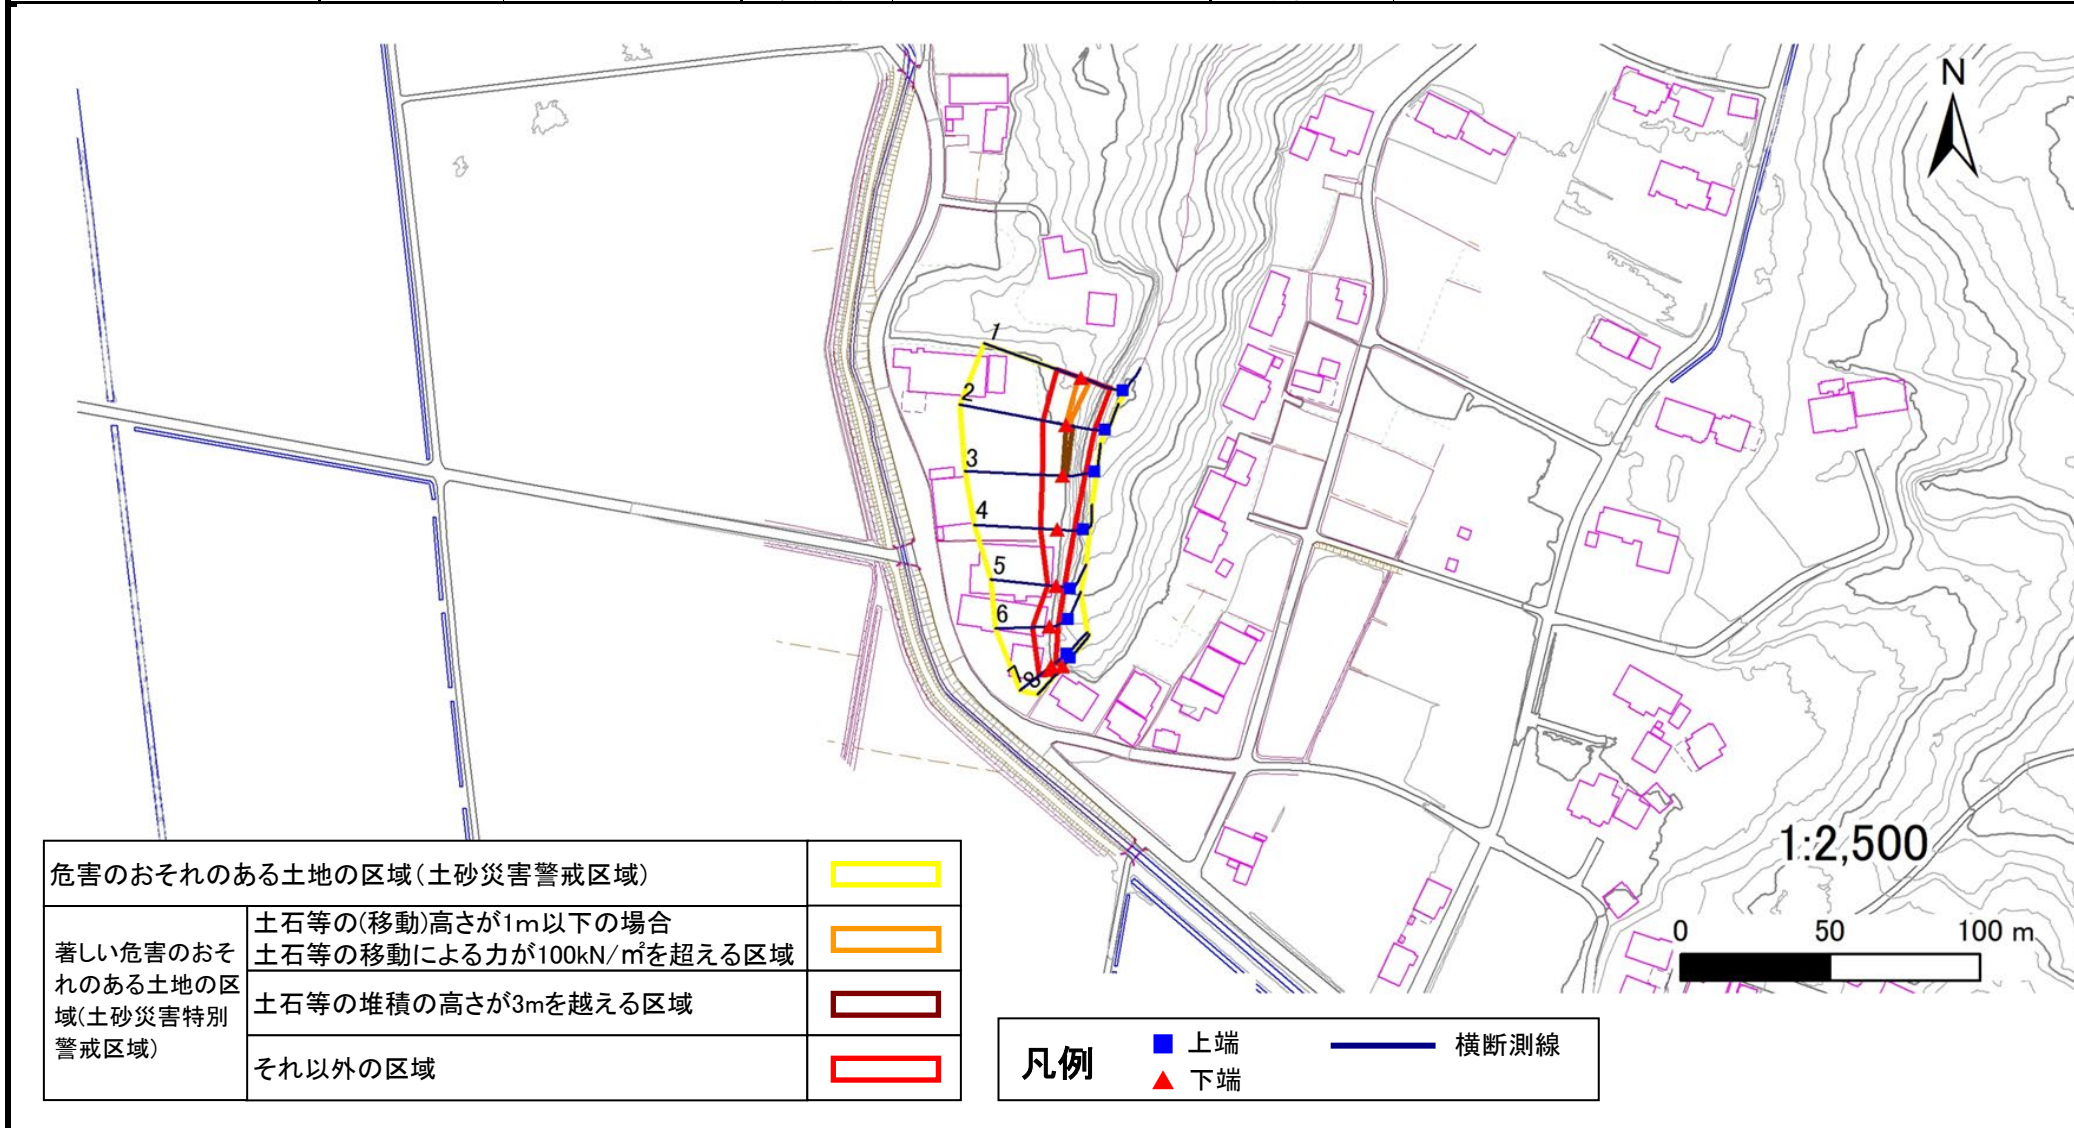 N
1
2
3
4
5
6
7
8
1:2,500
0 50 100 m
危害のおそれのある土地の区域(土砂災害警戒区域)
著しい危害のおそ
れのある土地の区
域(土砂災害特別
警戒区域)
土石等の(移動)高さが1m以下の場合
土石等の移動による力が100kN/㎡を超える区域
土石等の堆積の高さが3mを越える区域
それ以外の区域
凡例
上端
下端
横断測線